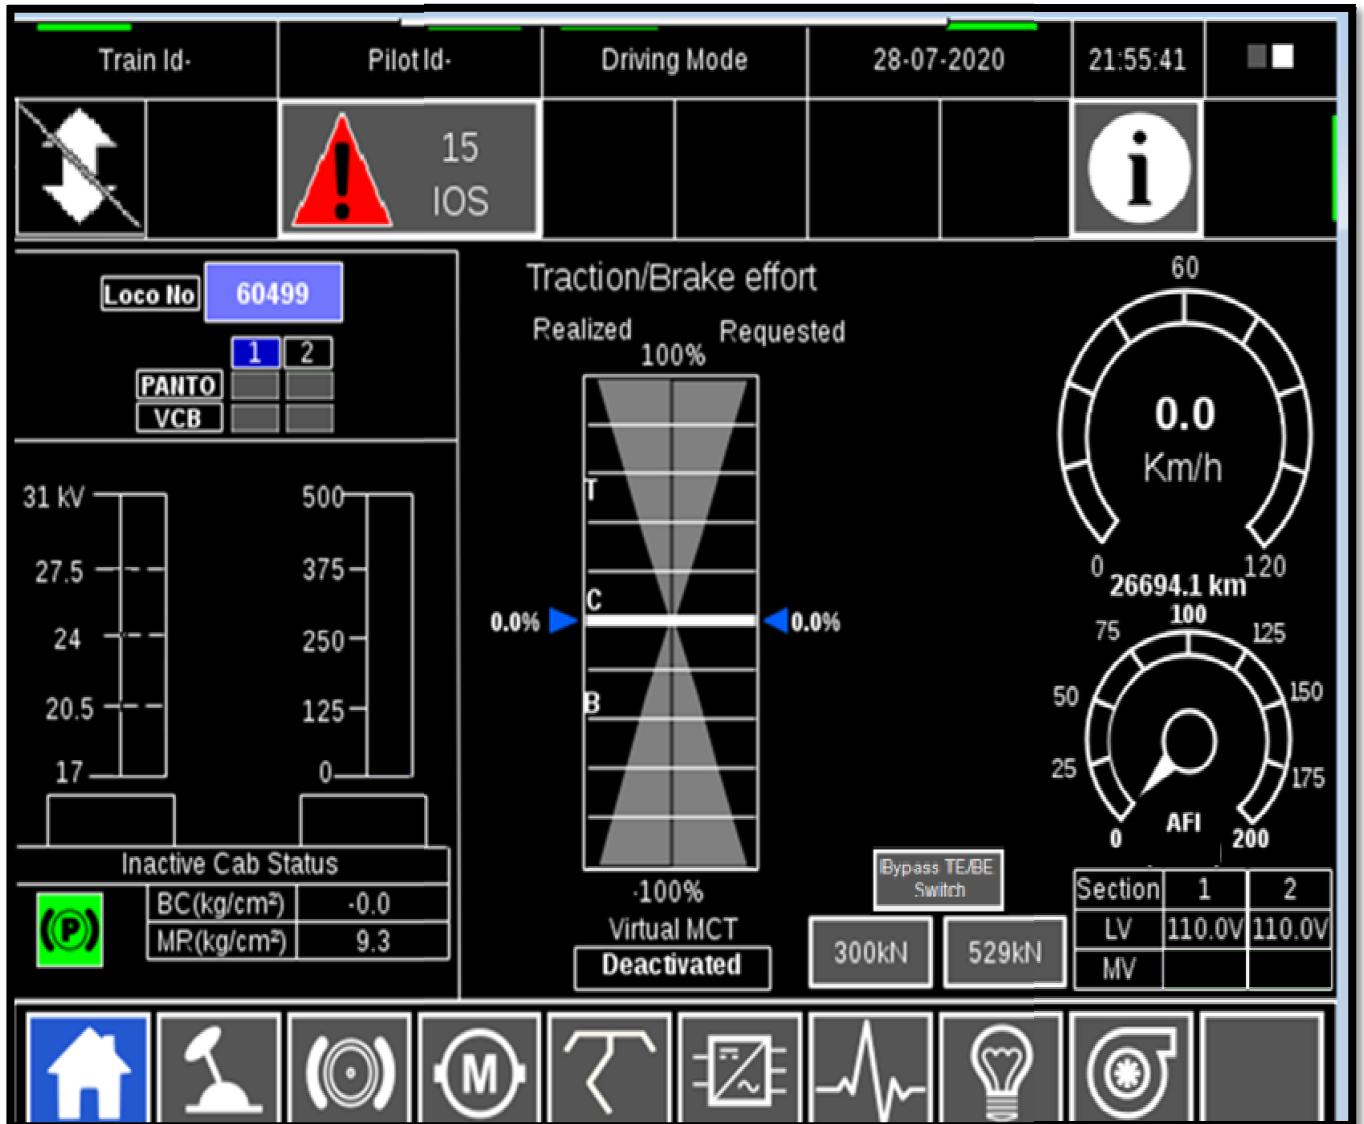 Train Id-
Pilot Id-
Driving Mode
28-07-2020
21:55:41
15
IOS
i
Loco No 60499
1 2
PANTO
VCB
31 kV
27.5
24
20.5
17
500
375
250
125
0
Inactive Cab Status
P
BC(kg/cm²) -0.0
MR(kg/cm²) 9.3
Traction/Brake effort
Realized Requested
100%
T
C
0.0% 0.0%
B
-100%
Virtual MCT
Deactivated
60
0.0
Km/h
0 120
26694.1 km
100
75 125
50 150
25 175
AFI
0 200
Bypass TE/BE
Switch
300kN 529kN
Section 1 2
LV 110.0V 110.0V
MV
M